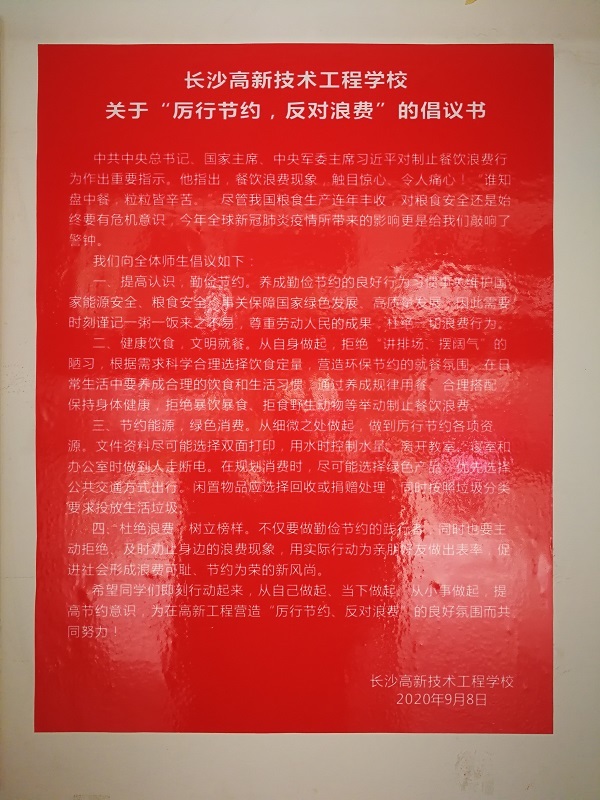 长沙高新技术工程学校
关于“厉行节约，反对浪费”的倡议书
中共中央总书记、国家主席、中央军委主席习近平对制止餐饮浪费行
为作出重要指示。他指出，餐饮浪费现象，触目惊心、令人痛心！“谁知
盘中餐，粒粒皆辛苦。”尽管我国粮食生产连年丰收，对粮食安全还是始
终要有危机意识，今年全球新冠肺炎疫情所带来的影响更是给我们敲响了
警钟。
我们向全体师生倡议如下：
一、提高认识，勤俭节约。养成勤俭节约的良好行为习惯事关维护国
家能源安全、粮食安全，事关保障国家绿色发展、高质量发展，因此需要
时刻谨记一粥一饭来之不易，尊重劳动人民的成果，杜绝一切浪费行为。
二、健康饮食，文明就餐。从自身做起，拒绝“讲排场、摆阔气”的
陋习，根据需求科学合理选择饮食定量，营造环保节约的就餐氛围。在日
常生活中要养成合理的饮食和生活习惯，通过养成规律用餐、合理搭配、
保持身体健康，拒绝暴饮暴食、拒食野生动物等举动制止餐饮浪费。
三、节约能源，绿色消费。从细微之处做起，做到厉行节约各项资
源。文件资料尽可能选择双面打印，用水时控制水量，离开教室、寝室和
办公室时做到人走断电。在规划消费时，尽可能选择绿色产品，优先选择
公共交通方式出行。闲置物品应选择回收或捐赠处理，同时按照垃圾分类
要求投放生活垃圾。
四、杜绝浪费，树立榜样。不仅要做勤俭节约的践行者，同时也要主
动拒绝、及时劝止身边的浪费现象，用实际行动为亲朋好友做出表率，促
进社会形成浪费可耻、节约为荣的新风尚。
希望同学们即刻行动起来，从自己做起、当下做起、从小事做起，提
高节约意识，为在高新工程营造“厉行节约、反对浪费”的良好氛围而共
同努力！
长沙高新技术工程学校
2020年9月8日